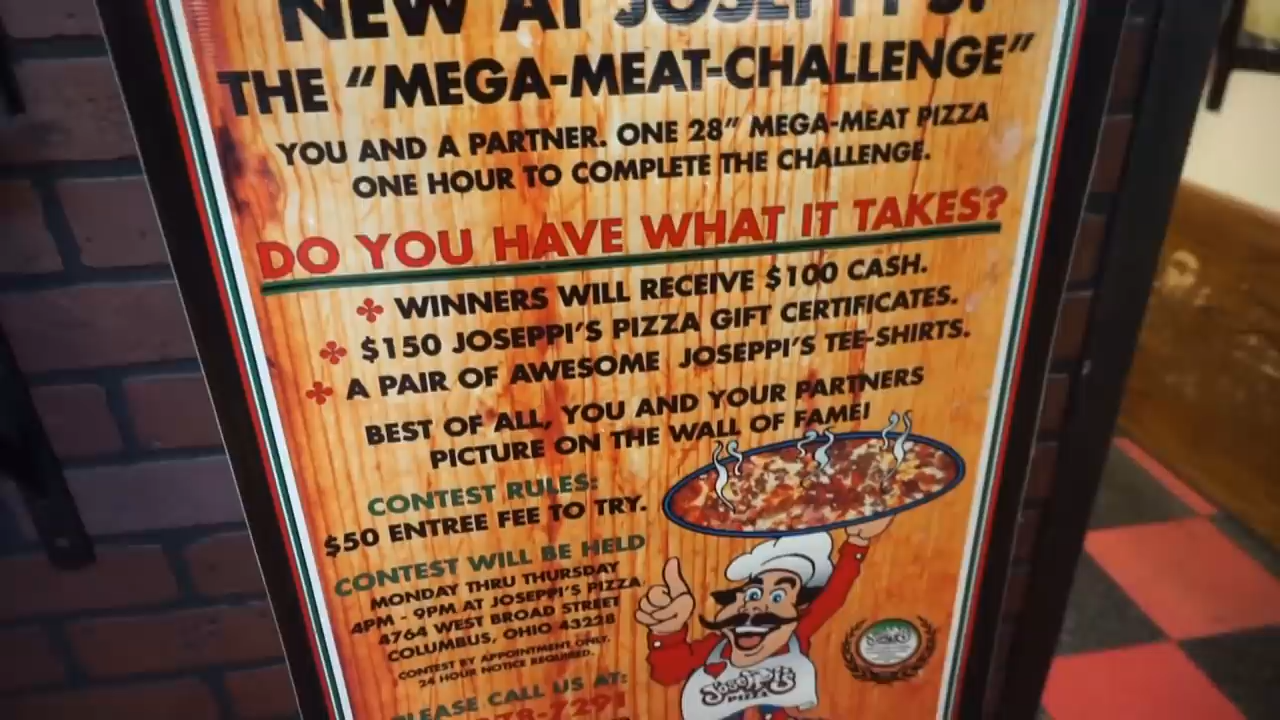 NEW AT JOSEPPI'S!
THE "MEGA-MEAT-CHALLENGE"
YOU AND A PARTNER. ONE 28" MEGA-MEAT PIZZA
ONE HOUR TO COMPLETE THE CHALLENGE.
DO YOU HAVE WHAT IT TAKES?
WINNERS WILL RECEIVE $100 CASH.
$150 JOSEPPI'S PIZZA GIFT CERTIFICATES.
A PAIR OF AWESOME JOSEPPI'S TEE-SHIRTS.
BEST OF ALL, YOU AND YOUR PARTNERS
PICTURE ON THE WALL OF FAME!
CONTEST RULES:
$50 ENTREE FEE TO TRY.
CONTEST WILL BE HELD
MONDAY THRU THURSDAY
4PM - 9PM AT JOSEPPI'S PIZZA
4764 WEST BROAD STREET
COLUMBUS, OHIO 43228
CONTEST BY APPOINTMENT ONLY.
24 HOUR NOTICE REQUIRED.
PLEASE CALL US AT:
78-7291
Joseppi's
PIZZA